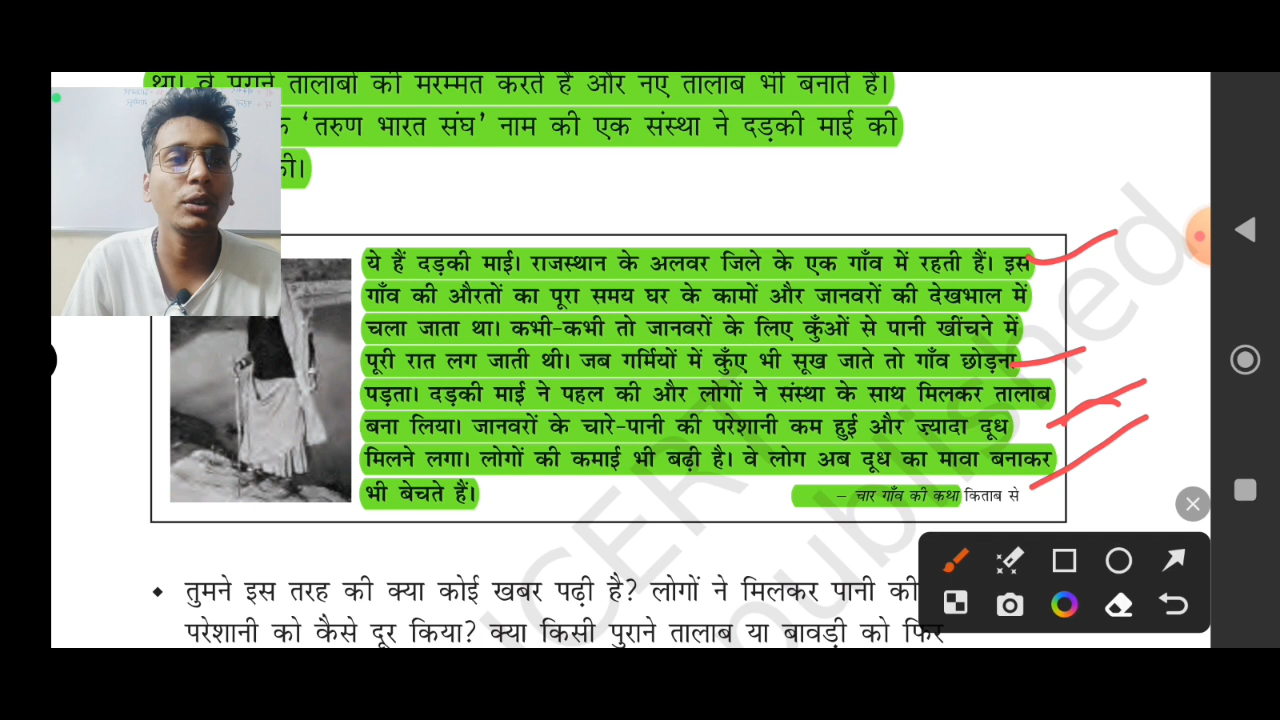 था। वे पुराने तालाबों की मरम्मत करते हैं और नए तालाब भी बनाते हैं।
‘तरुण भारत संघ’ नाम की एक संस्था ने दड़की माई की
की।
ये हैं दड़की माई। राजस्थान के अलवर जिले के एक गाँव में रहती हैं। इस
गाँव की औरतों का पूरा समय घर के कामों और जानवरों की देखभाल में
चला जाता था। कभी-कभी तो जानवरों के लिए कुँओं से पानी खींचने में
पूरी रात लग जाती थी। जब गर्मियों में कुँए भी सूख जाते तो गाँव छोड़ना
पड़ता। दड़की माई ने पहल की और लोगों ने संस्था के साथ मिलकर तालाब
बना लिया। जानवरों के चारे-पानी की परेशानी कम हुई और ज़्यादा दूध
मिलने लगा। लोगों की कमाई भी बढ़ी है। वे लोग अब दूध का मावा बनाकर
भी बेचते हैं।
– चार गाँव की कथा किताब से
• तुमने इस तरह की क्या कोई खबर पढ़ी है? लोगों ने मिलकर पानी की
परेशानी को कैसे दूर किया? क्या किसी पुराने तालाब या बावड़ी को फिर